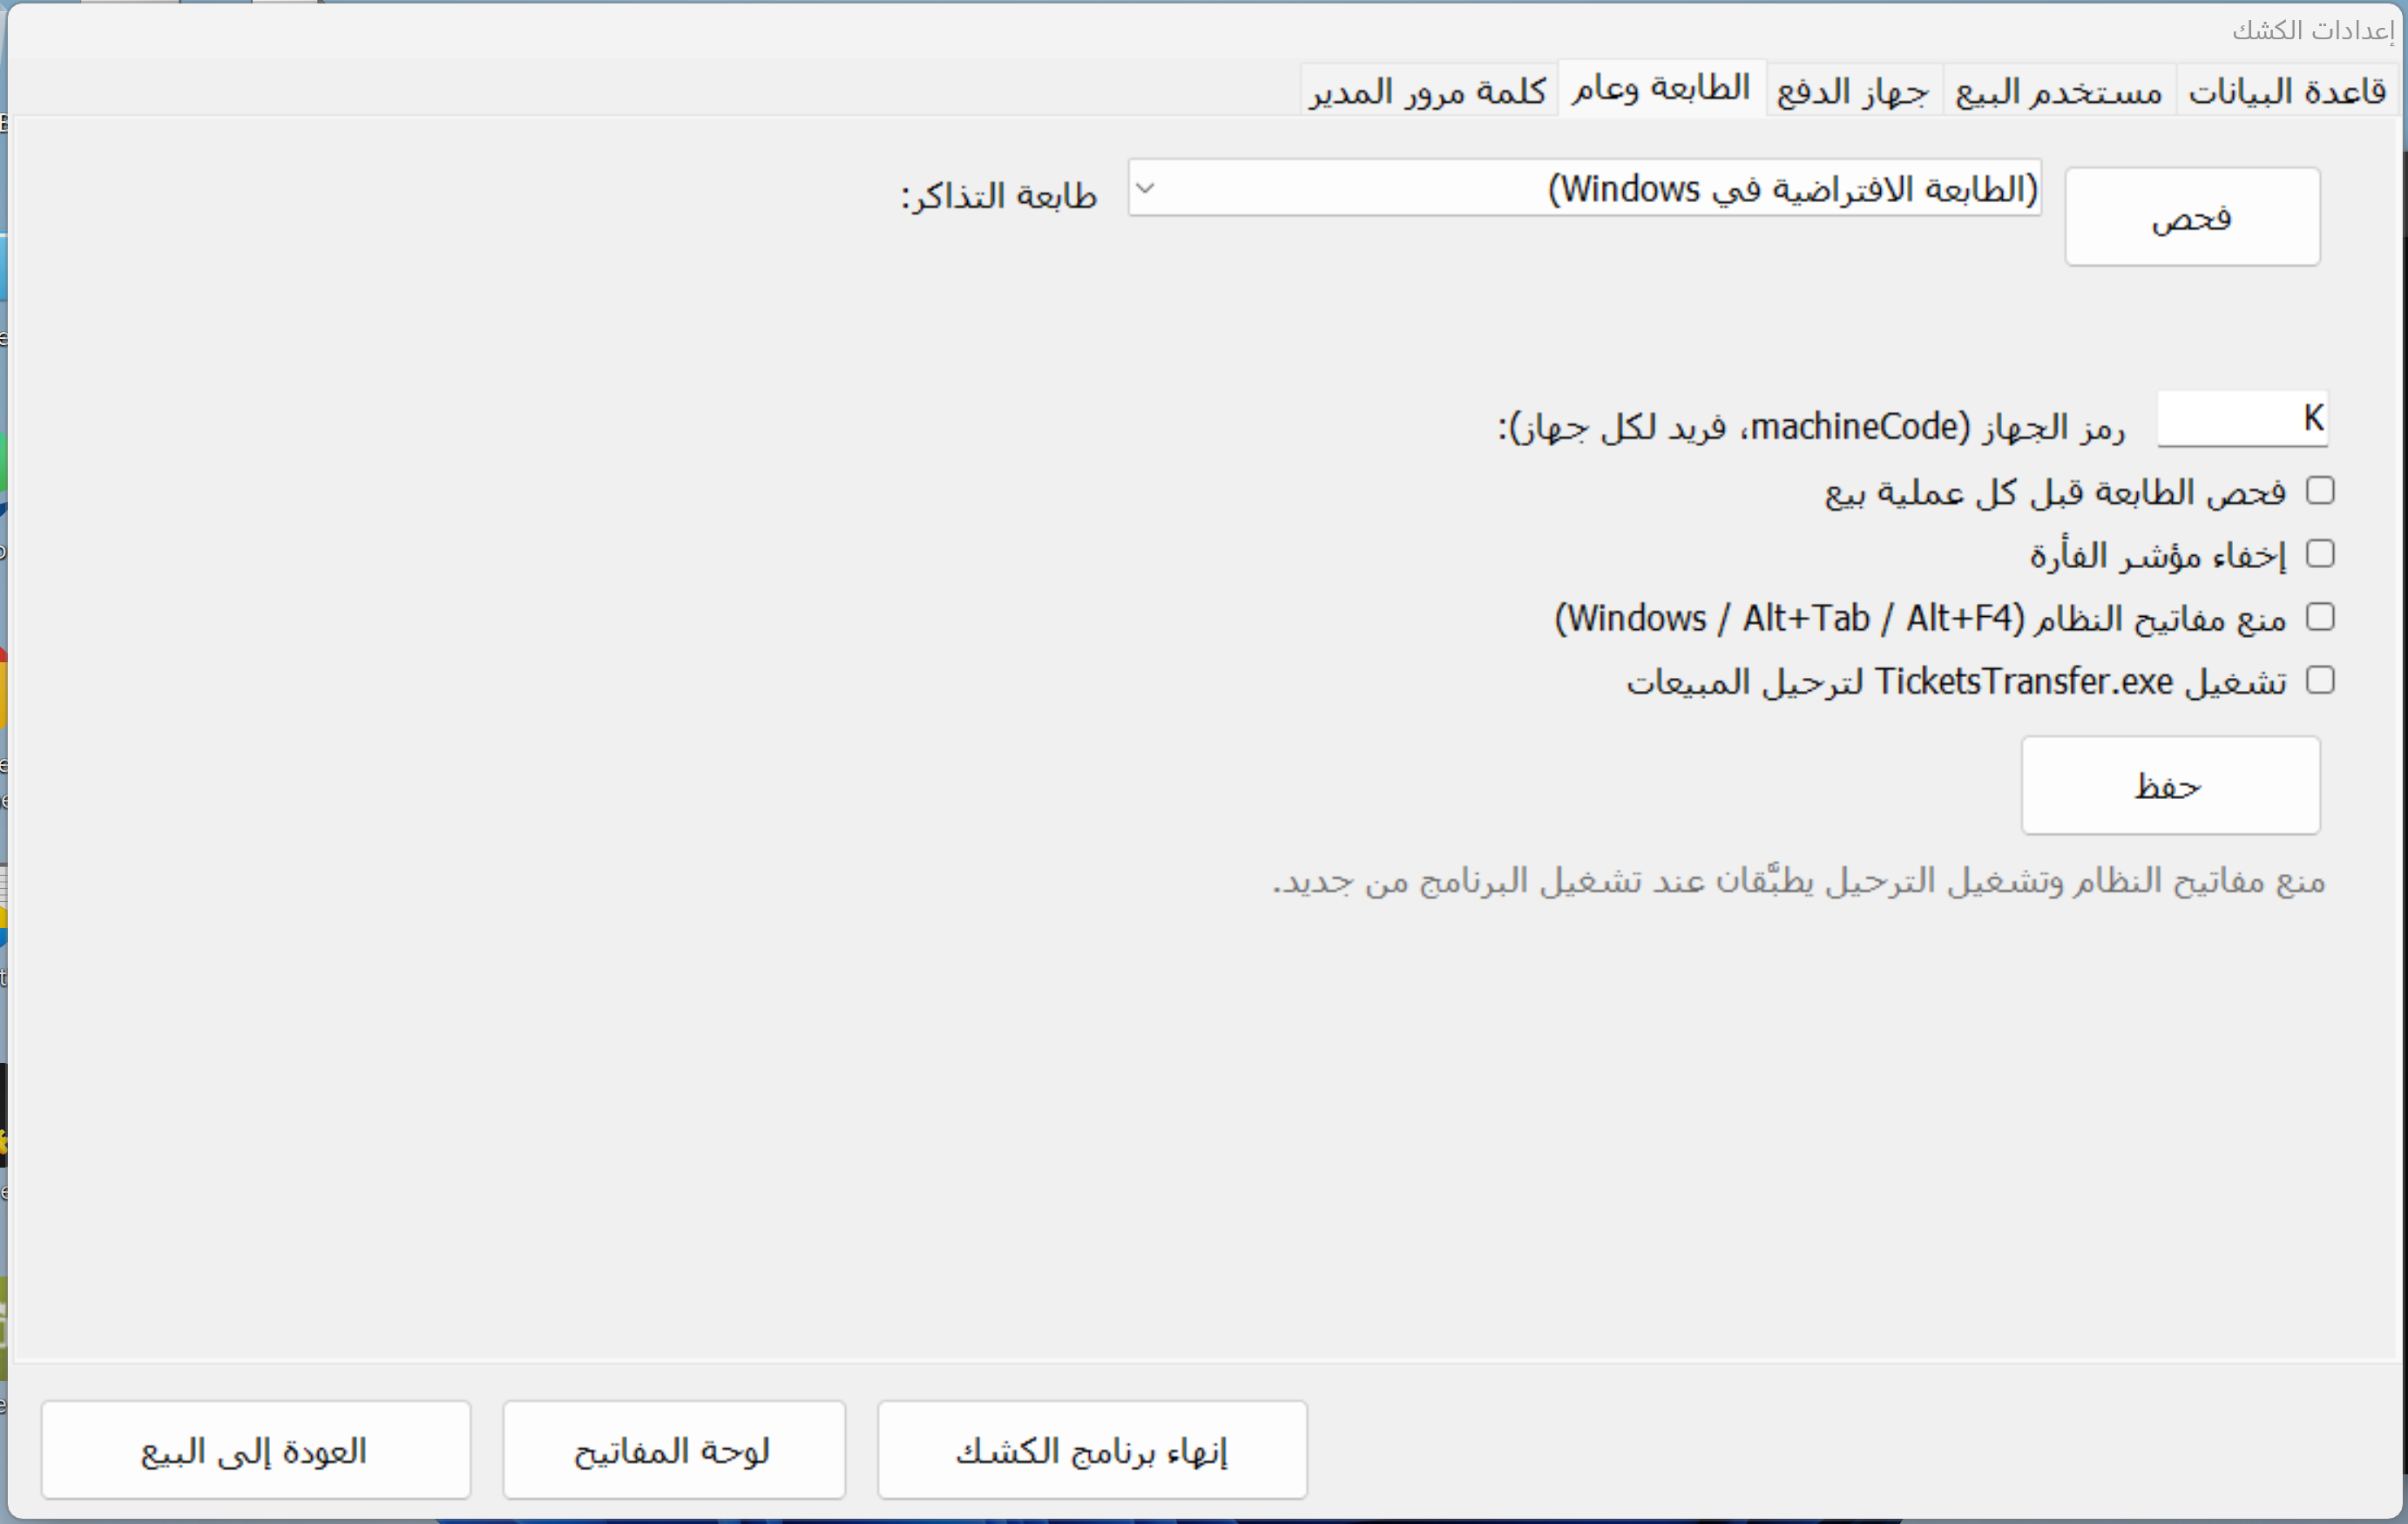 إعدادات الكشك
قاعدة البيانات
مستخدم البيع
جهاز الدفع
الطابعة وعام
كلمة مرور المدير
فحص
(الطابعة الافتراضية في Windows)
طابعة التذاكر:
K
رمز الجهاز (machineCode، فريد لكل جهاز):
فحص الطابعة قبل كل عملية بيع
إخفاء مؤشر الفأرة
منع مفاتيح النظام (Windows / Alt+Tab / Alt+F4)
تشغيل TicketsTransfer.exe لترحيل المبيعات
حفظ
منع مفاتيح النظام وتشغيل الترحيل يطبَّقان عند تشغيل البرنامج من جديد.
إنهاء برنامج الكشك
لوحة المفاتيح
العودة إلى البيع